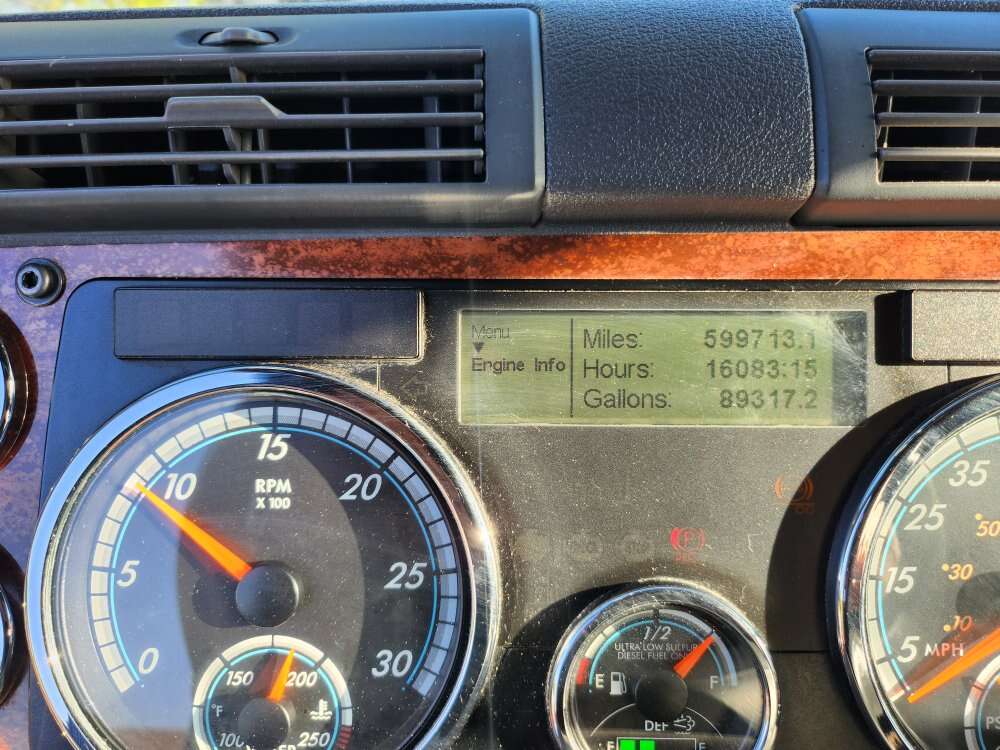 Menu
Engine Info
Miles: 599713.1
Hours: 16083:15
Gallons: 89317.2
0
5
10
15
20
25
30
RPM
X 100
150
200
°F
100
250
1/2
ULTRA LOW SULFUR
DIESEL FUEL ONLY
E
F
DEF
E
F
P
5
15
25
35
MPH
10
30
50